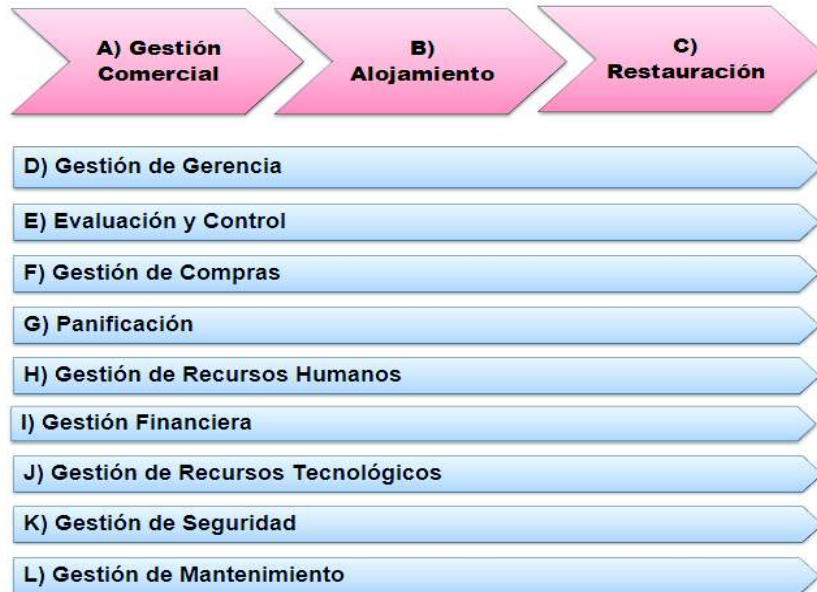 A) Gestión
Comercial
B)
Alojamiento
C)
Restauración
D) Gestión de Gerencia
E) Evaluación y Control
F) Gestión de Compras
G) Panificación
H) Gestión de Recursos Humanos
I) Gestión Financiera
J) Gestión de Recursos Tecnológicos
K) Gestión de Seguridad
L) Gestión de Mantenimiento